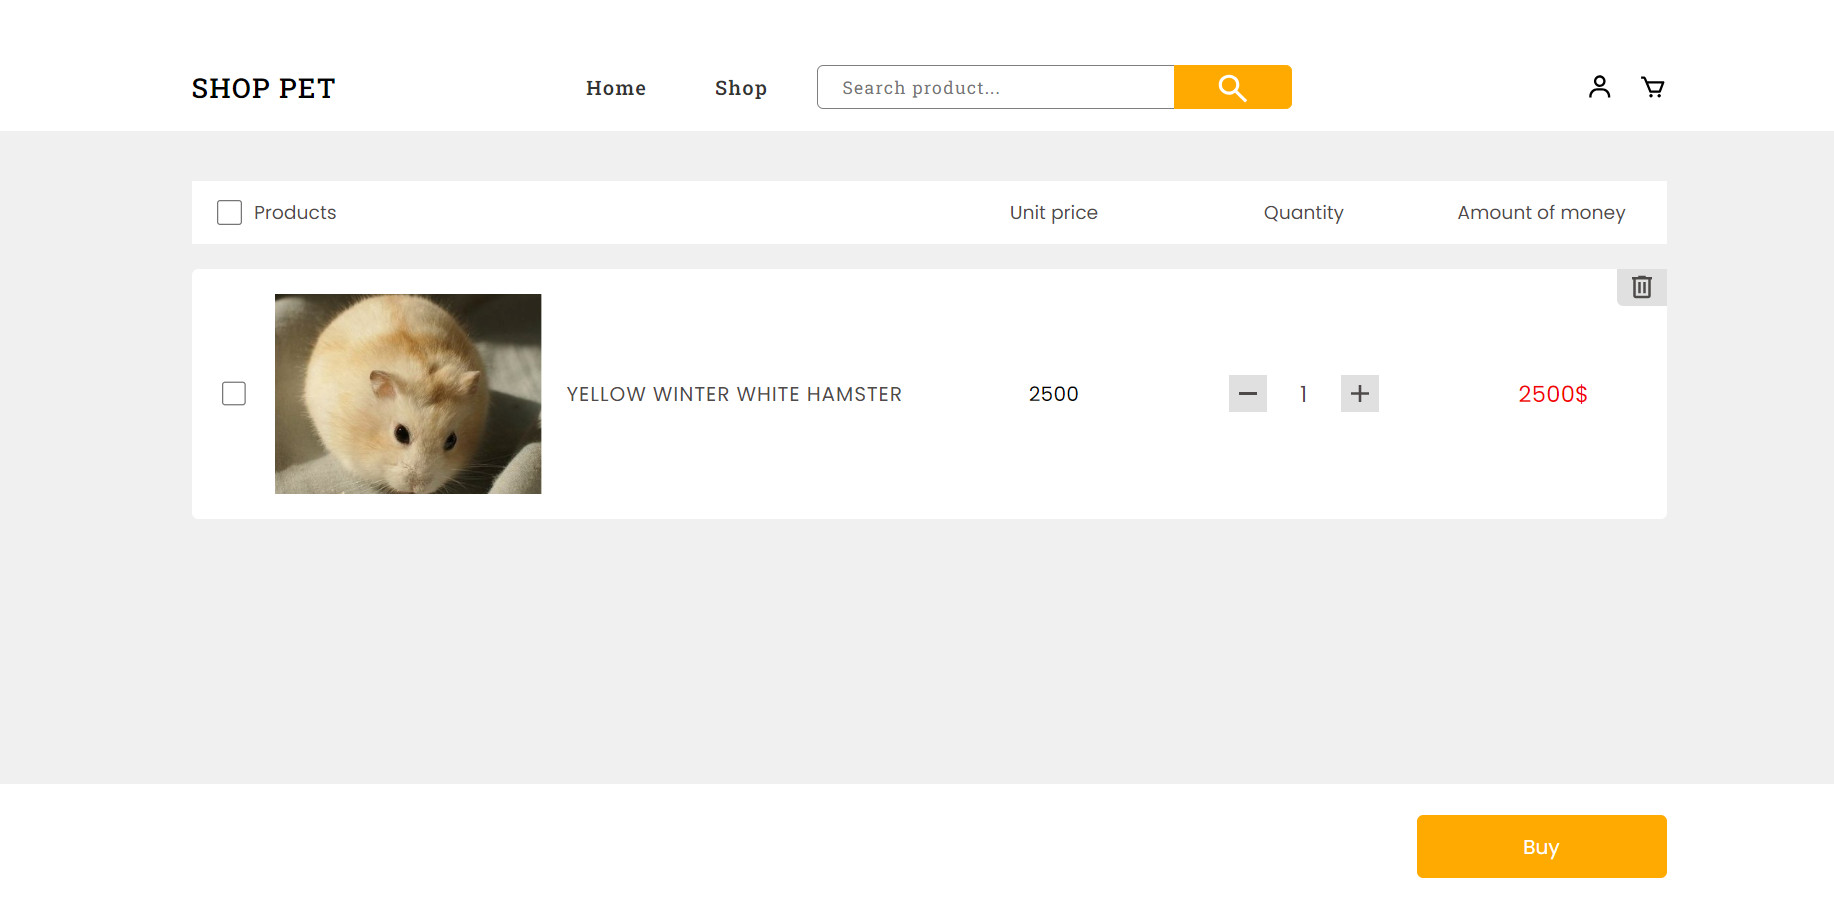 SHOP PET Home Shop Search product...
Products Unit price Quantity Amount of money
YELLOW WINTER WHITE HAMSTER 2500 1 2500$
Buy